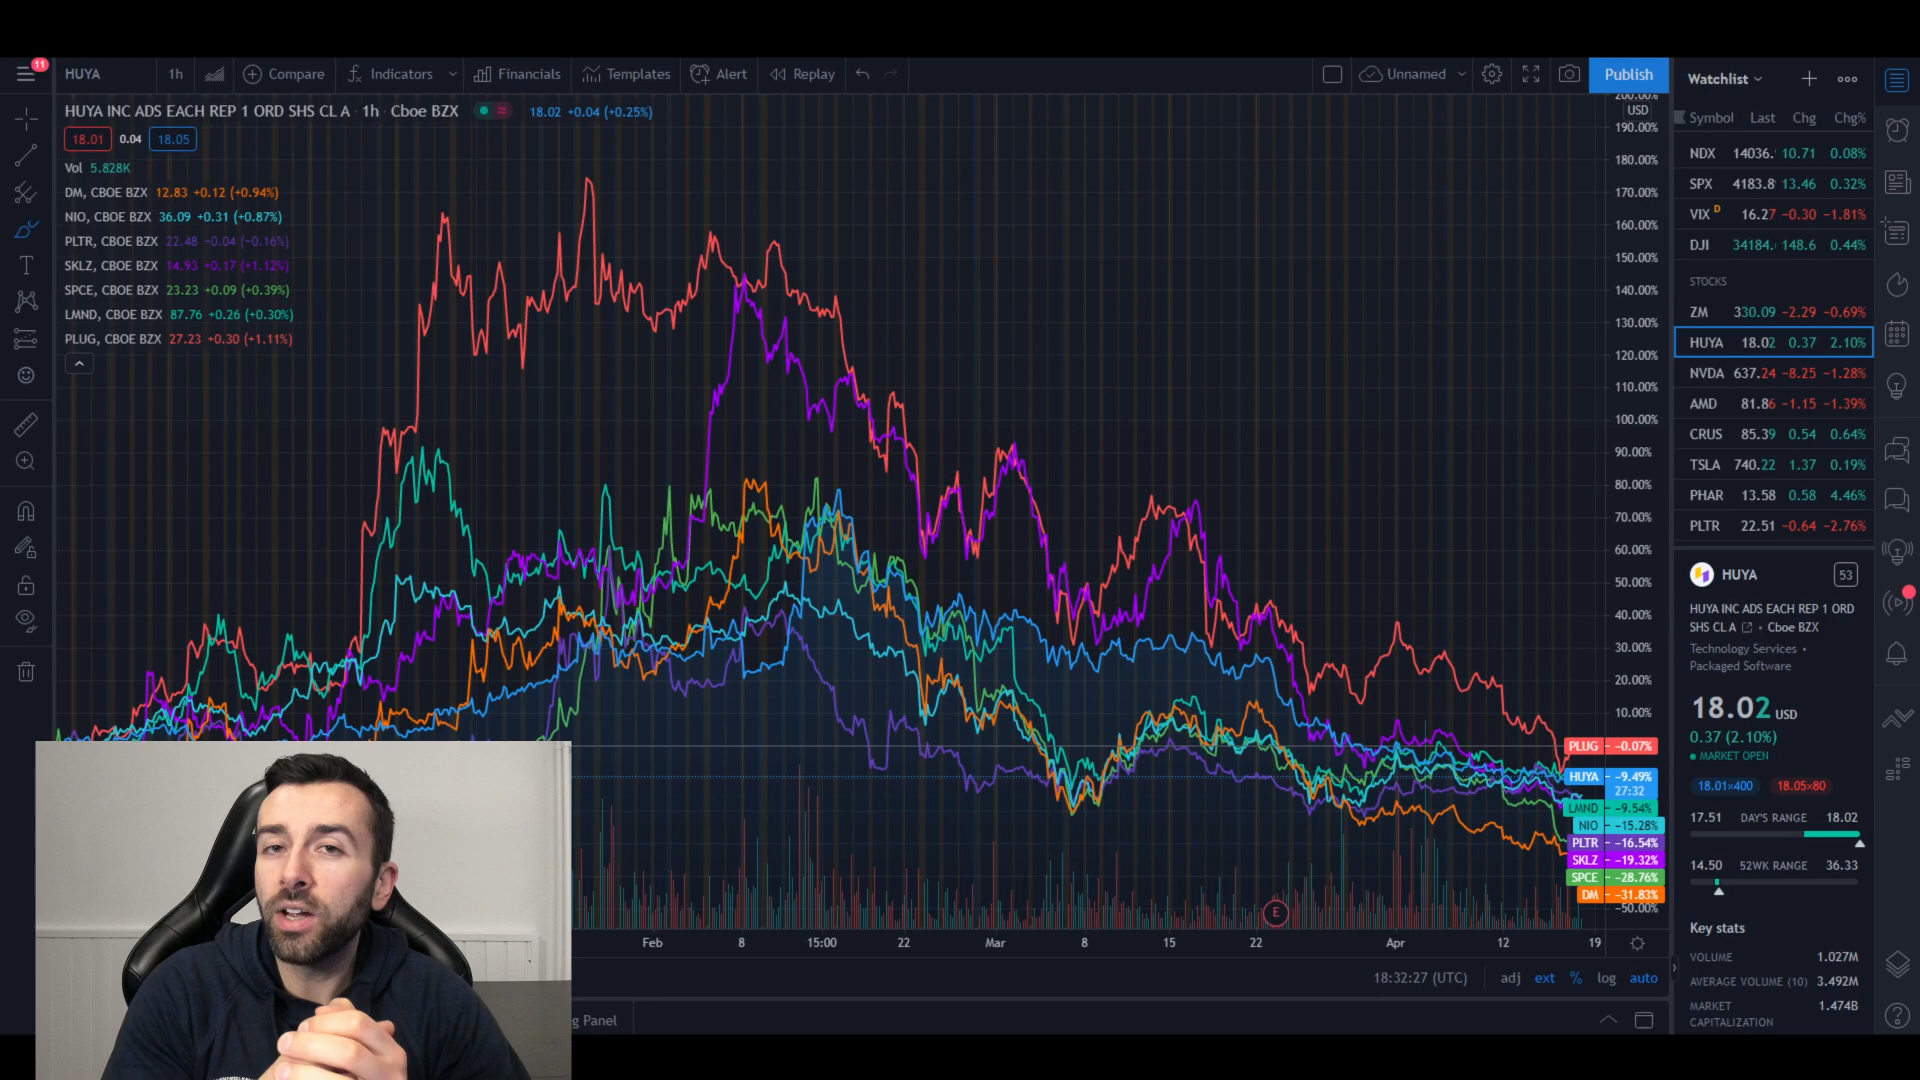 11
HUYA 1h Compare Indicators Financials Templates Alert Replay Unnamed Publish
HUYA INC ADS EACH REP 1 ORD SHS CL A · 1h · Cboe BZX 18.02 +0.04 (+0.25%)
18.01 0.04 18.05
Vol 5.828K
DM, CBOE BZX 12.83 +0.12 (+0.94%)
NIO, CBOE BZX 36.09 +0.31 (+0.87%)
PLTR, CBOE BZX 22.48 −0.04 (−0.16%)
SKLZ, CBOE BZX 14.93 +0.17 (+1.12%)
SPCE, CBOE BZX 23.23 +0.09 (+0.39%)
LMND, CBOE BZX 87.76 +0.26 (+0.30%)
PLUG, CBOE BZX 27.23 +0.30 (+1.11%)
200.00%
USD
190.00%
180.00%
170.00%
160.00%
150.00%
140.00%
130.00%
120.00%
110.00%
100.00%
90.00%
80.00%
70.00%
60.00%
50.00%
40.00%
30.00%
20.00%
10.00%
PLUG −0.07%
HUYA −9.49%
27:32
LMND −9.54%
NIO −15.28%
PLTR −16.54%
SKLZ −19.32%
SPCE −28.76%
DM −31.83%
−50.00%
E
Feb 8 15:00 22 Mar 8 15 22 Apr 12 19
18:32:27 (UTC) adj ext % log auto
g Panel
Watchlist
Symbol Last Chg Chg%
NDX 14036. 10.71 0.08%
SPX 4183.8 13.46 0.32%
VIX D 16.27 −0.30 −1.81%
DJI 34184. 148.6 0.44%
STOCKS
ZM 330.09 −2.29 −0.69%
HUYA 18.02 0.37 2.10%
NVDA 637.24 −8.25 −1.28%
AMD 81.86 −1.15 −1.39%
CRUS 85.39 0.54 0.64%
TSLA 740.22 1.37 0.19%
PHAR 13.58 0.58 4.46%
PLTR 22.51 −0.64 −2.76%
HUYA 53
HUYA INC ADS EACH REP 1 ORD
SHS CL A • Cboe BZX
Technology Services •
Packaged Software
18.02 USD
0.37 (2.10%)
MARKET OPEN
18.01×400 18.05×80
17.51 DAY'S RANGE 18.02
14.50 52WK RANGE 36.33
Key stats
VOLUME 1.027M
AVERAGE VOLUME (10) 3.492M
MARKET 1.474B
CAPITALIZATION